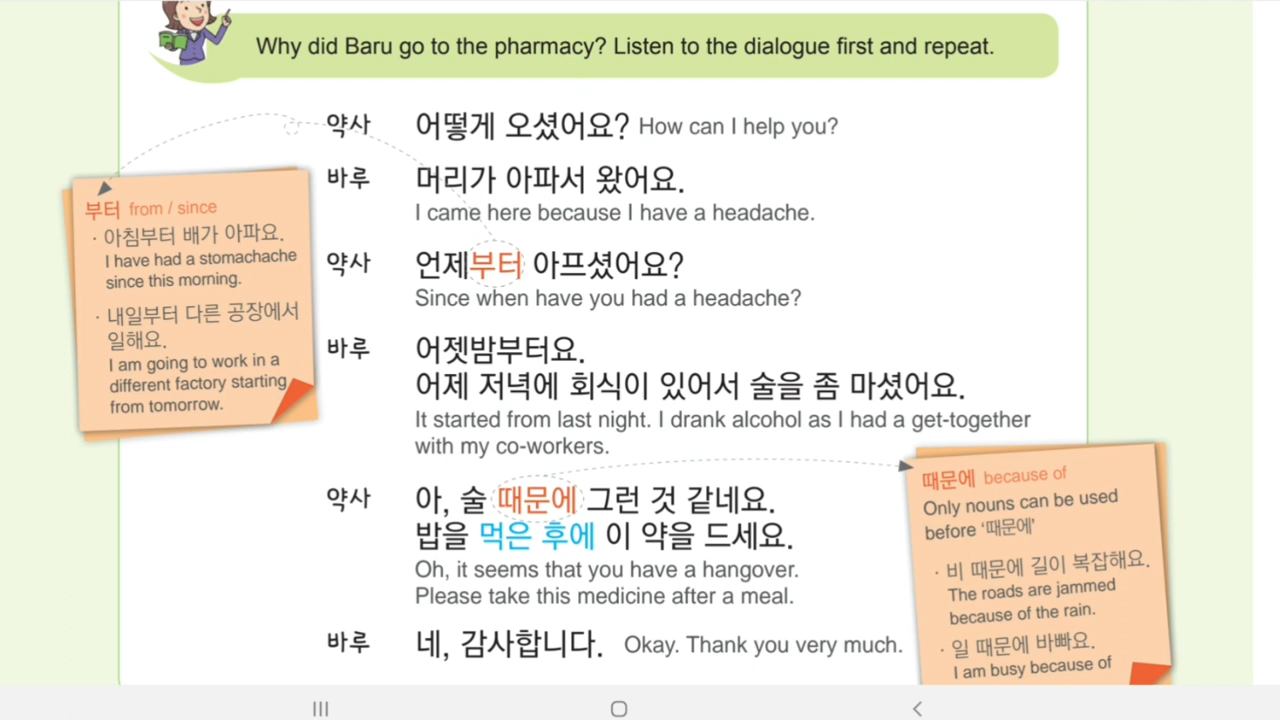 Why did Baru go to the pharmacy? Listen to the dialogue first and repeat.
약사 어떻게 오셨어요? How can I help you?
바루 머리가 아파서 왔어요.
I came here because I have a headache.
약사 언제부터 아프셨어요?
Since when have you had a headache?
바루 어젯밤부터요.
어제 저녁에 회식이 있어서 술을 좀 마셨어요.
It started from last night. I drank alcohol as I had a get-together
with my co-workers.
약사 아, 술 때문에 그런 것 같네요.
밥을 먹은 후에 이 약을 드세요.
Oh, it seems that you have a hangover.
Please take this medicine after a meal.
바루 네, 감사합니다. Okay. Thank you very much.
부터 from / since
· 아침부터 배가 아파요.
I have had a stomachache
since this morning.
· 내일부터 다른 공장에서
일해요.
I am going to work in a
different factory starting
from tomorrow.
때문에 because of
Only nouns can be used
before ‘때문에’
· 비 때문에 길이 복잡해요.
The roads are jammed
because of the rain.
· 일 때문에 바빠요.
I am busy because of